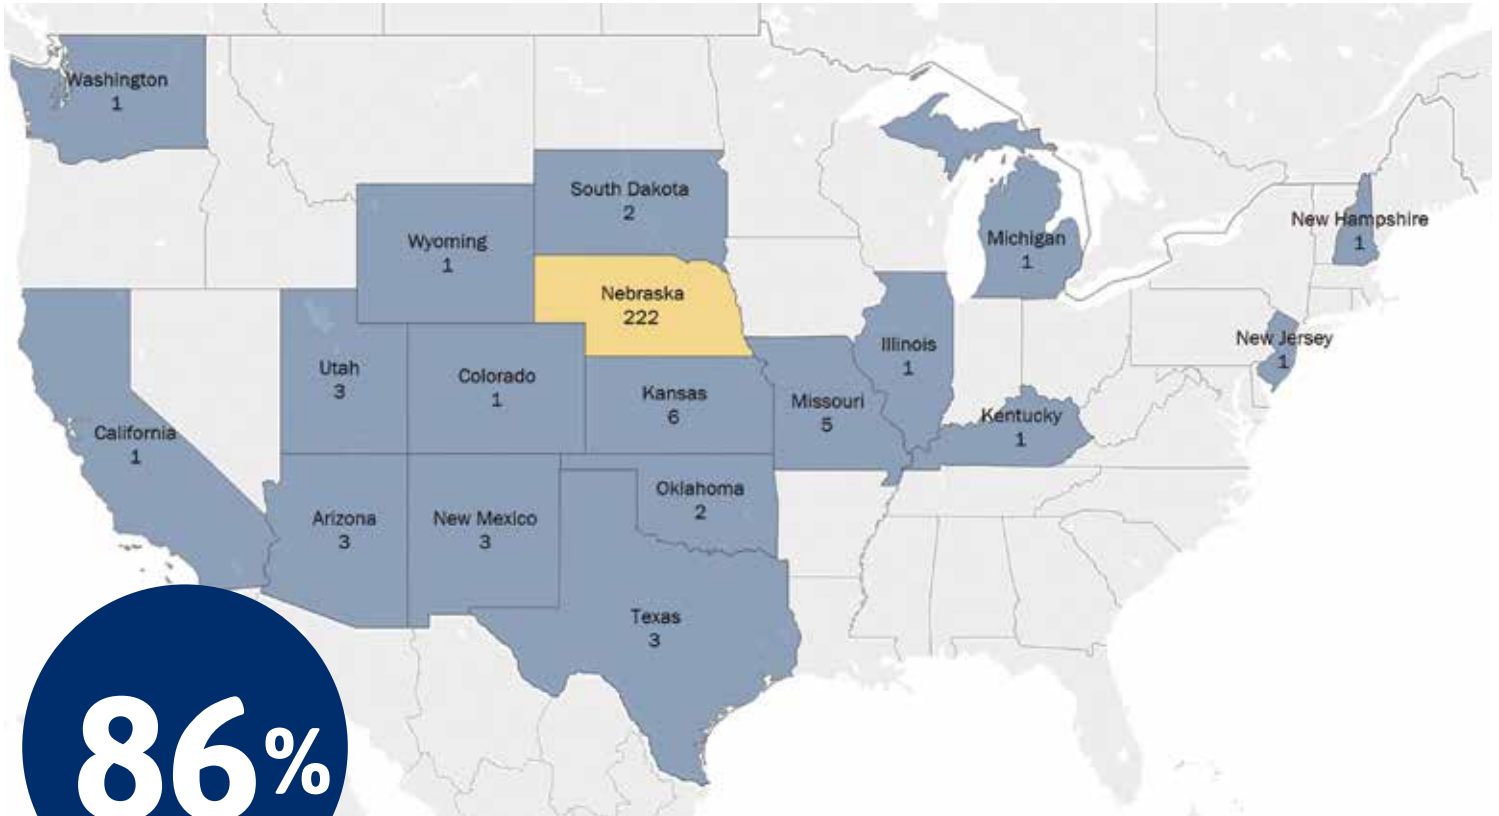 Washington
1
South Dakota
2
Wyoming
1
Nebraska
222
Michigan
1
New Hampshire
1
Utah
3
Colorado
1
Kansas
6
Missouri
5
Illinois
1
New Jersey
1
Kentucky
1
California
1
Arizona
3
New Mexico
3
Oklahoma
2
Texas
3
86%